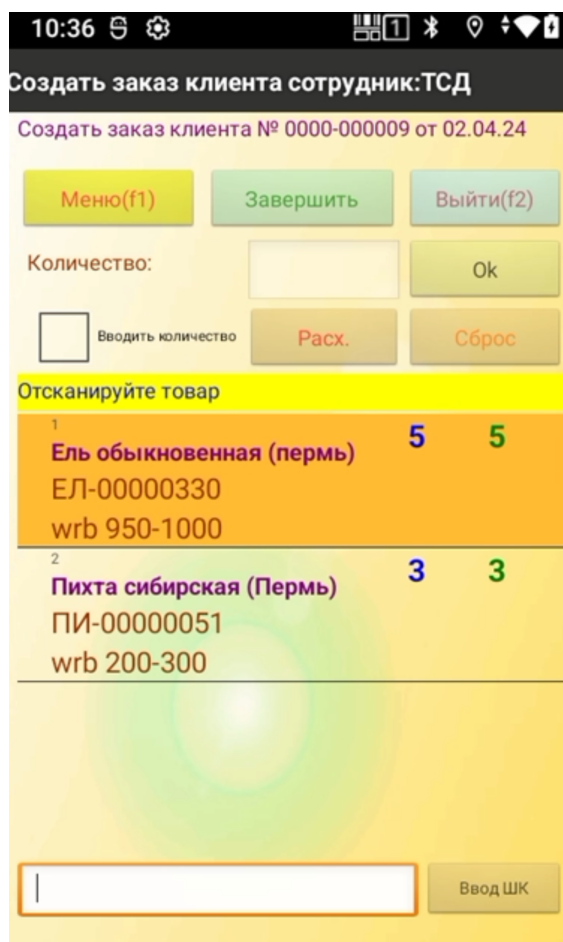 10:36
1
Создать заказ клиента сотрудник:ТСД
Создать заказ клиента № 0000-000009 от 02.04.24
Меню(f1) Завершить Выйти(f2)
Количество: Ok
Вводить количество Расх. Сброс
Отсканируйте товар
1
Ель обыкновенная (пермь) 5 5
ЕЛ-00000330
wrb 950-1000
2
Пихта сибирская (Пермь) 3 3
ПИ-00000051
wrb 200-300
Ввод ШК